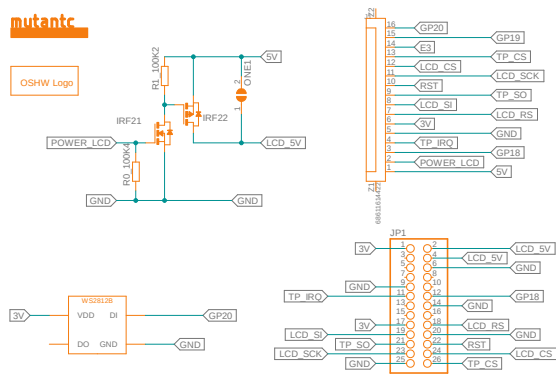 mutantc
OSHW Logo
R1_100K2
5V
2
ONE1
1
IRF21
IRF22
POWER_LCD
LCD_5V
R0_100K4
GND
GND
Z2
16
GP20
15
GP19
14
E3
13
TP_CS
12
LCD_CS
11
LCD_SCK
10
RST
9
TP_SO
8
LCD_SI
7
LCD_RS
6
3V
5
GND
4
TP_IRQ
3
GP18
2
POWER_LCD
1
5V
Z1
68611614422
3V
WS2812B
VDD DI
GP20
DO GND
GND
JP1
3V 1 2 LCD_5V
3 4 LCD_5V
5 6 GND
7 8
GND 9 10
TP_IRQ 11 12 GP18
13 14 GND
15 16
3V 17 18 LCD_RS
LCD_SI 19 20 GND
TP_SO 21 22 RST
LCD_SCK 23 24 LCD_CS
GND 25 26 TP_CS